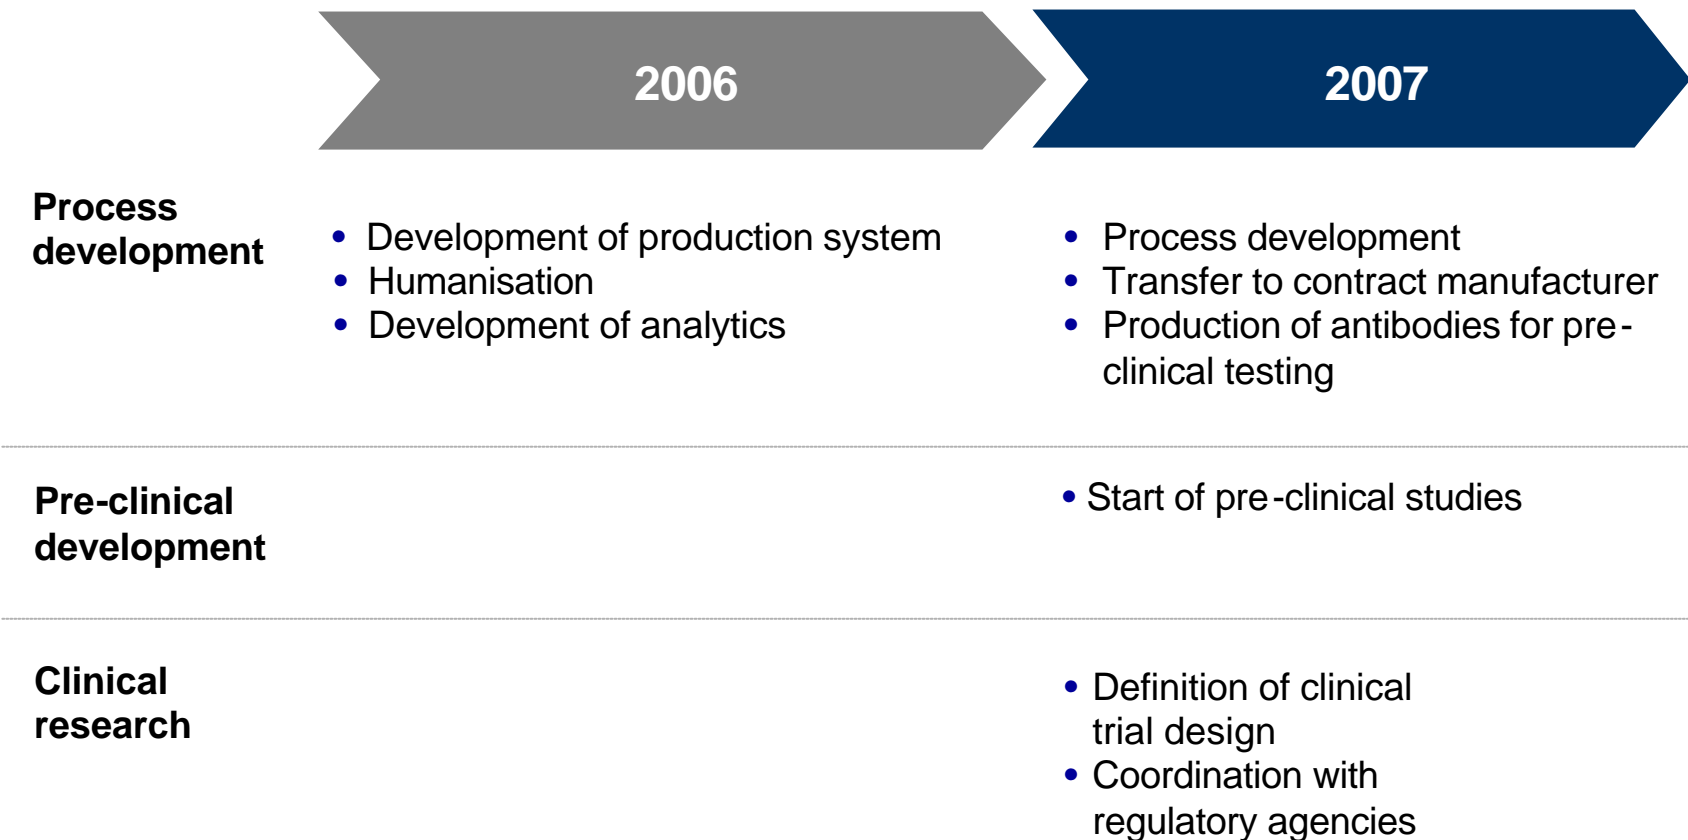 2006
2007
Process
development
• Development of production system
• Humanisation
• Development of analytics
• Process development
• Transfer to contract manufacturer
• Production of antibodies for pre-
clinical testing
Pre-clinical
development
• Start of pre-clinical studies
Clinical
research
• Definition of clinical
trial design
• Coordination with
regulatory agencies